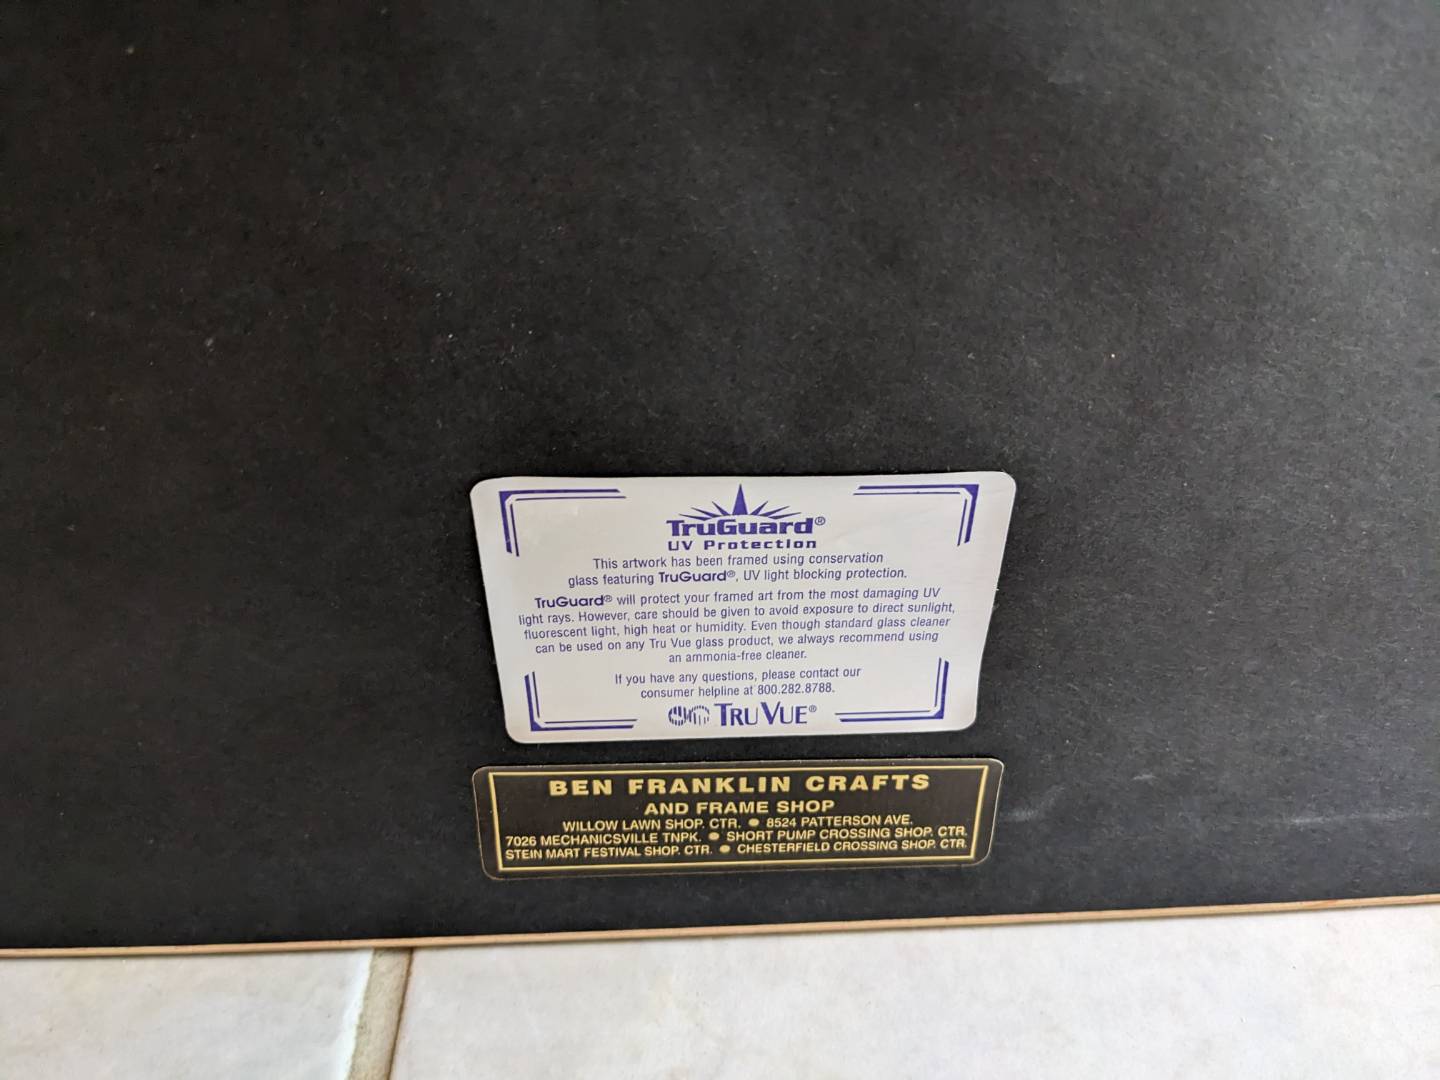 TruGuard®
UV Protection
This artwork has been framed using conservation
glass featuring TruGuard®, UV light blocking protection.
TruGuard® will protect your framed art from the most damaging UV
light rays. However, care should be given to avoid exposure to direct sunlight,
fluorescent light, high heat or humidity. Even though standard glass cleaner
can be used on any Tru Vue glass product, we always recommend using
an ammonia-free cleaner.
If you have any questions, please contact our
consumer helpline at 800.282.8788.
TRU VUE®
BEN FRANKLIN CRAFTS
AND FRAME SHOP
WILLOW LAWN SHOP. CTR. ● 8524 PATTERSON AVE.
7026 MECHANICSVILLE TNPK. ● SHORT PUMP CROSSING SHOP. CTR.
STEIN MART FESTIVAL SHOP. CTR. ● CHESTERFIELD CROSSING SHOP. CTR.